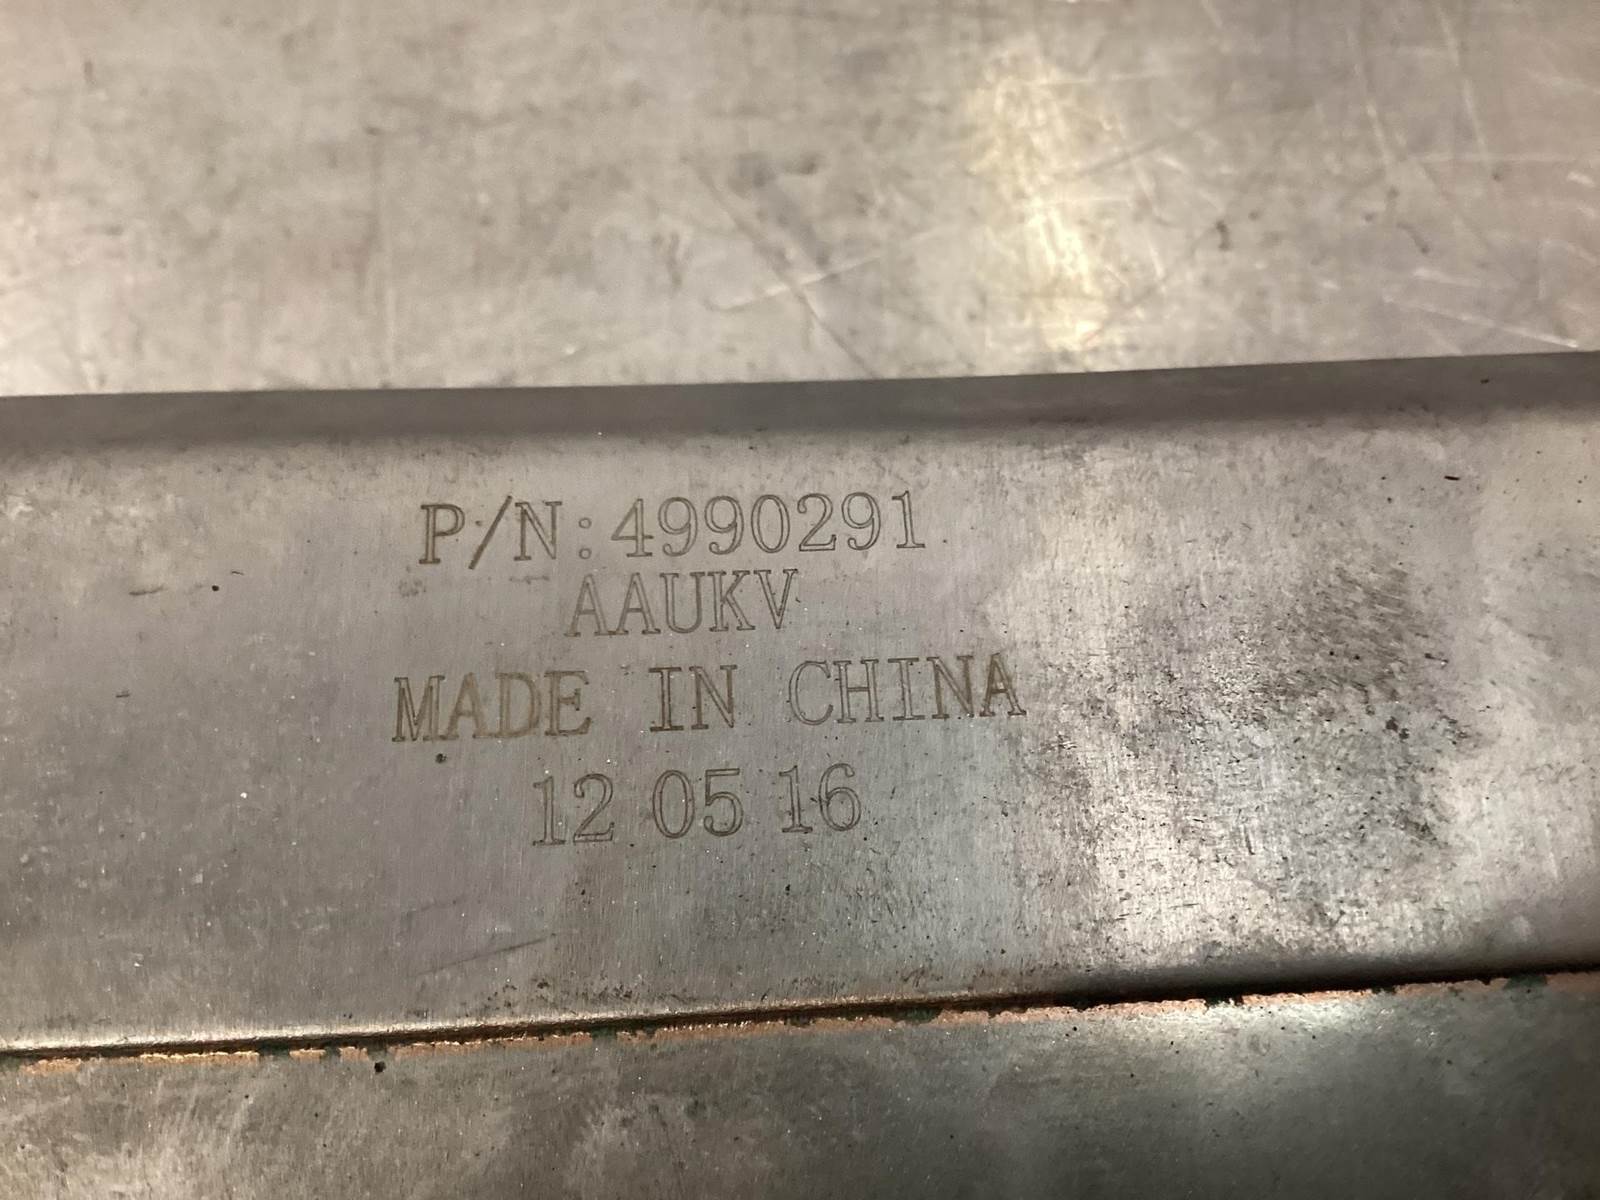 P/N:4990291
AAUKV
MADE IN CHINA
12 05 16